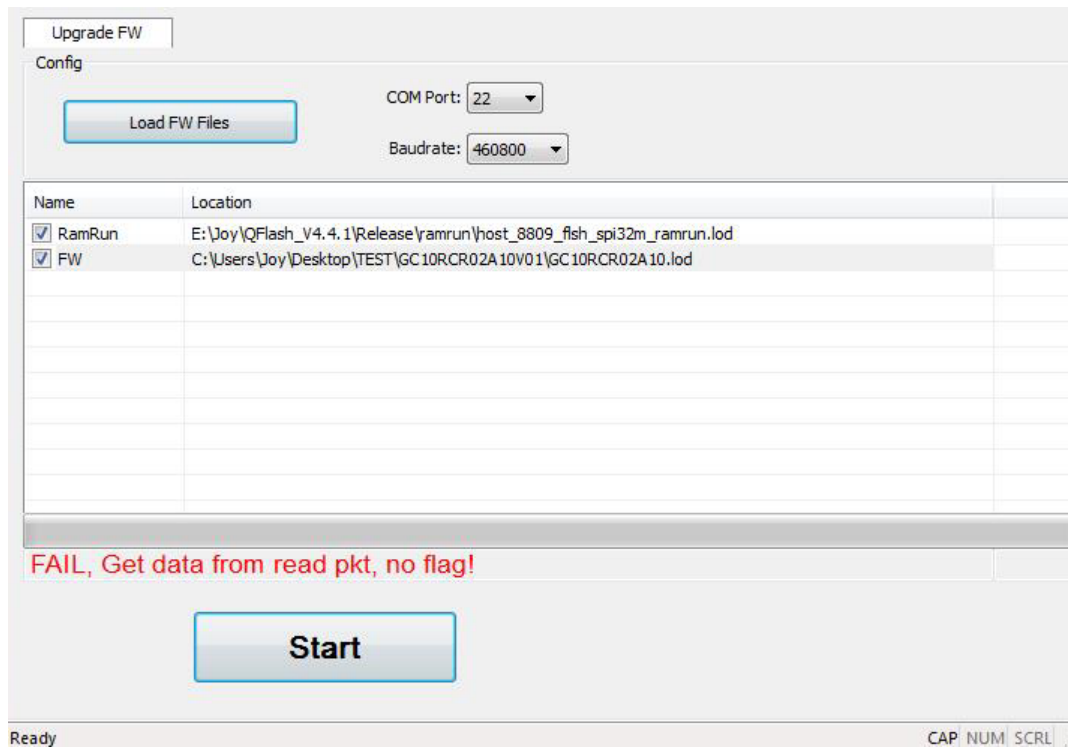 Upgrade FW
Config
Load FW Files
COM Port: 22
Baudrate: 460800
Name Location
RamRun E:\Joy\QFlash_V4.4.1\Release\ramrun\host_8809_flsh_spi32m_ramrun.lod
FW C:\Users\Joy\Desktop\TEST\GC10RCR02A10V01\GC10RCR02A10.lod
FAIL, Get data from read pkt, no flag!
Start
Ready CAP NUM SCRL